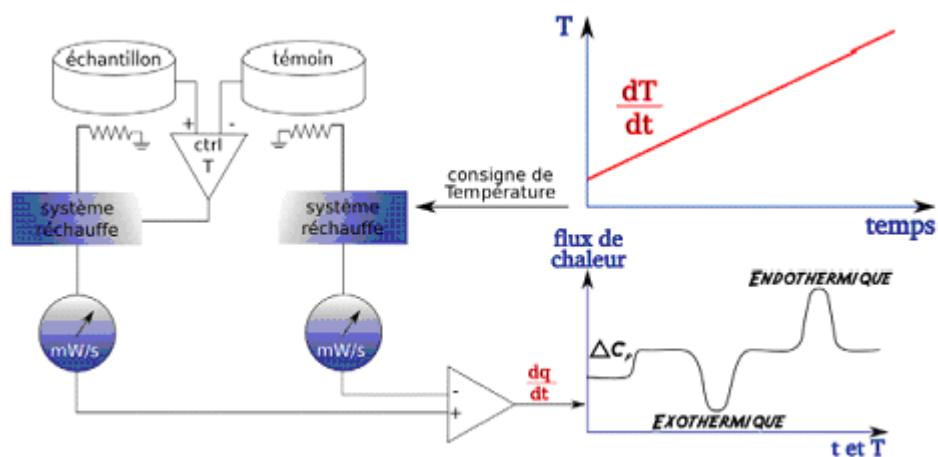 échantillon
témoin
+
-
ctrl
T
système
réchauffe
système
réchauffe
consigne de
Température
mW/s
mW/s
-
+
dq
dt
T
dT
dt
temps
flux de
chaleur
ENDOTHERMIQUE
ΔCp
EXOTHERMIQUE
t et T